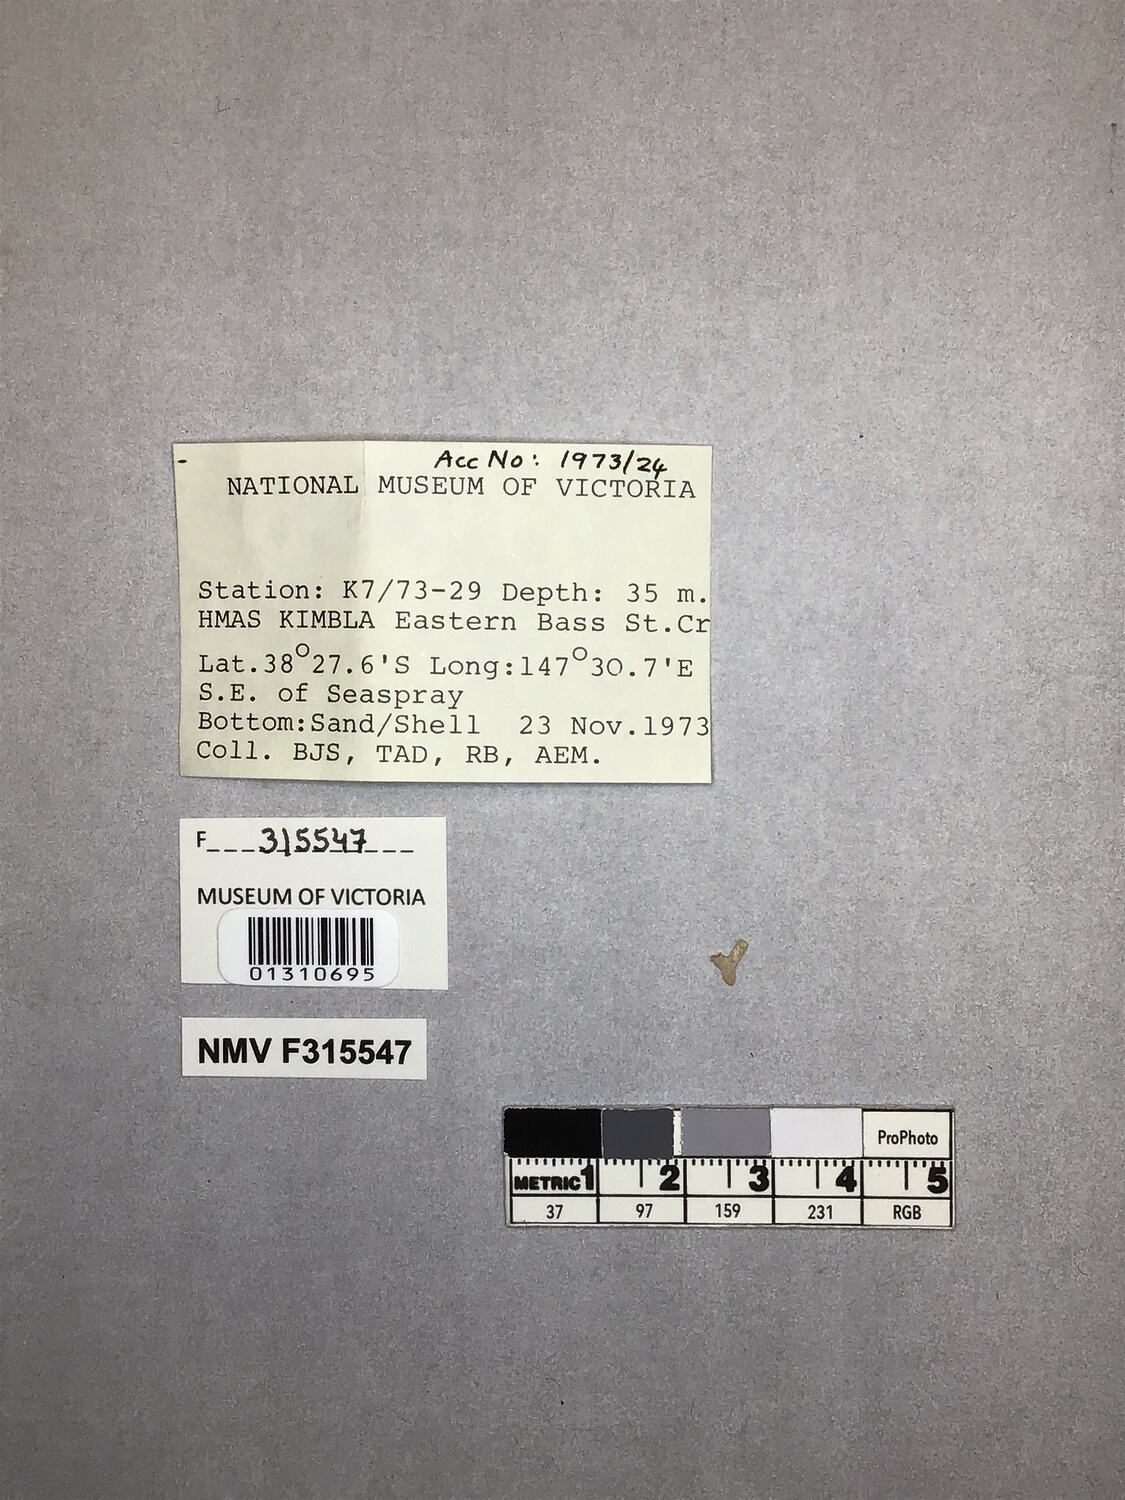 Acc No: 1973/24
NATIONAL MUSEUM OF VICTORIA
Station: K7/73-29 Depth: 35 m.
HMAS KIMBLA Eastern Bass St.Cr
Lat.38°27.6'S Long:147°30.7'E
S.E. of Seaspray
Bottom:Sand/Shell 23 Nov.1973
Coll. BJS, TAD, RB, AEM.
F___315547___
MUSEUM OF VICTORIA
01310695
NMV F315547
ProPhoto
METRIC 1 2 3 4 5
37 97 159 231 RGB